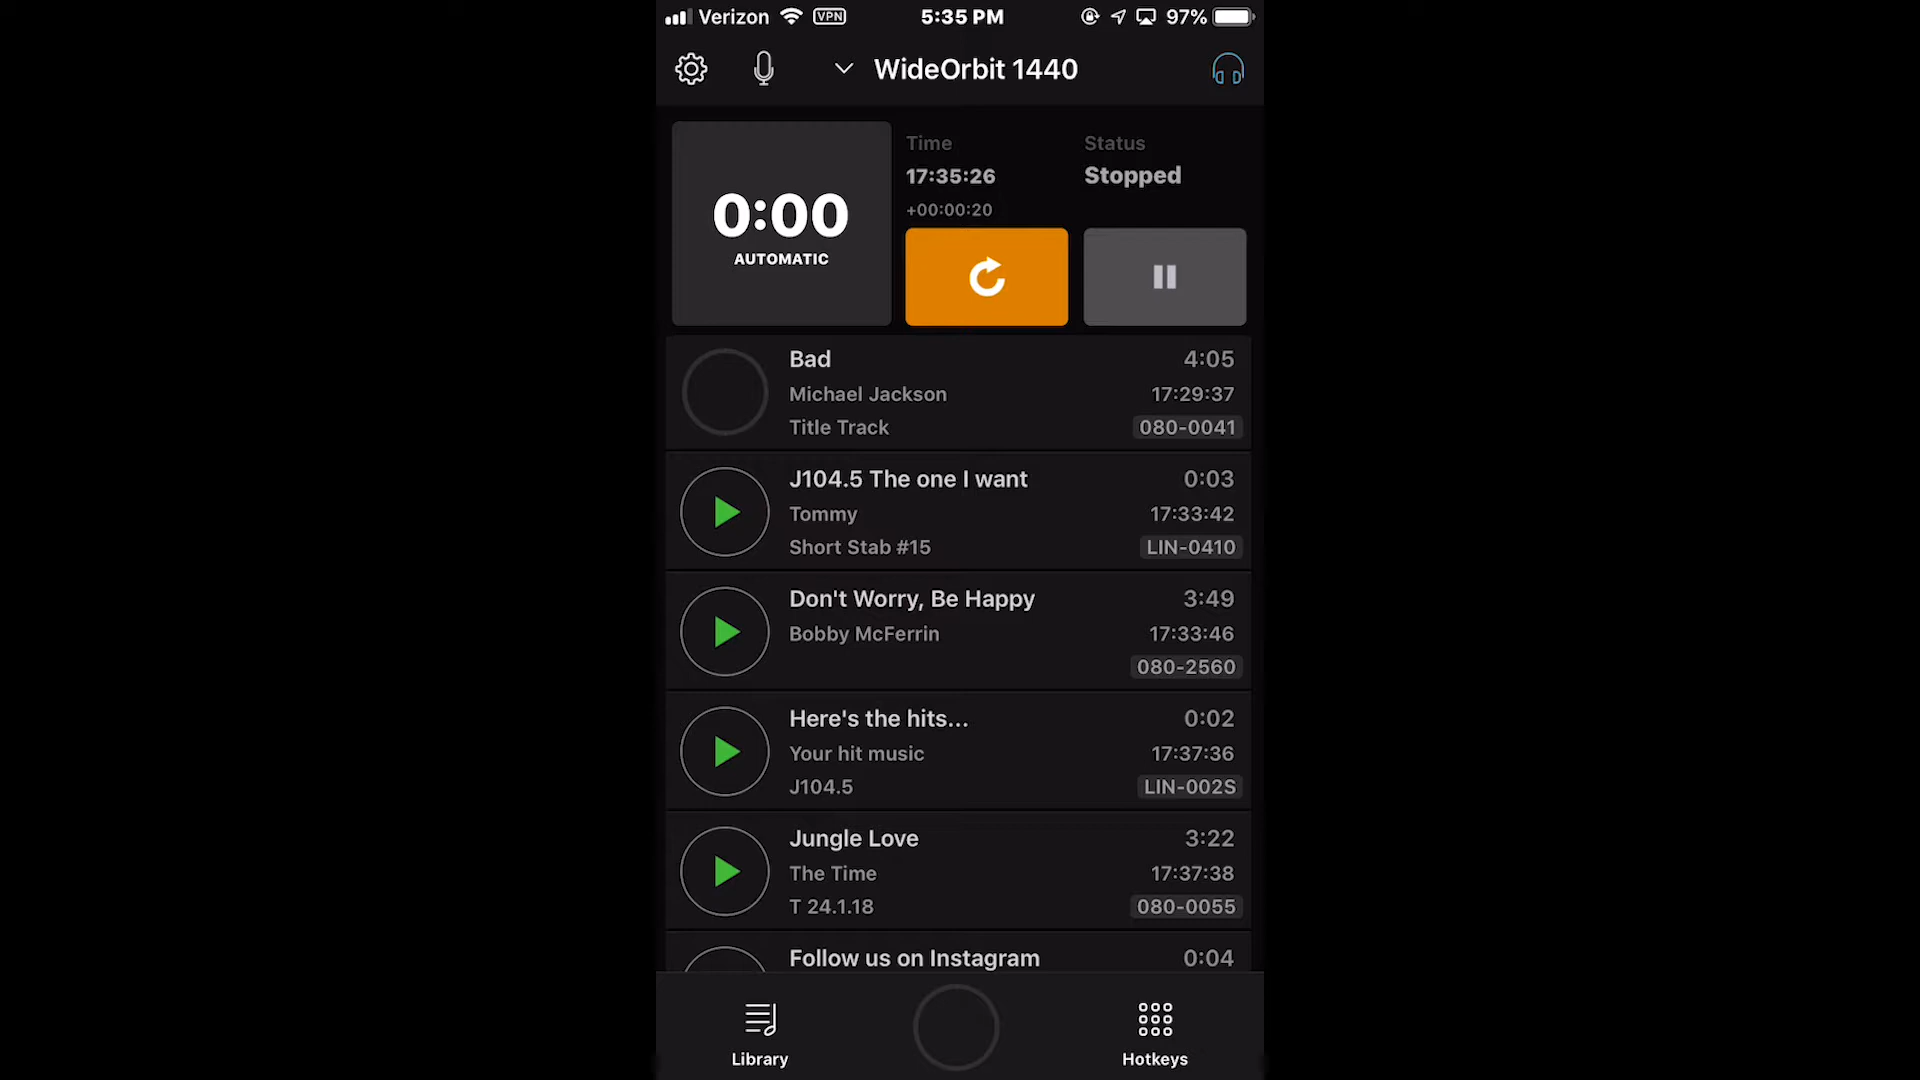 Verizon VPN 5:35 PM 97%
WideOrbit 1440
0:00
AUTOMATIC
Time
17:35:26
+00:00:20
Status
Stopped
Bad 4:05
Michael Jackson 17:29:37
Title Track 080-0041
J104.5 The one I want 0:03
Tommy 17:33:42
Short Stab #15 LIN-0410
Don't Worry, Be Happy 3:49
Bobby McFerrin 17:33:46
080-2560
Here's the hits... 0:02
Your hit music 17:37:36
J104.5 LIN-002S
Jungle Love 3:22
The Time 17:37:38
T 24.1.18 080-0055
Follow us on Instagram 0:04
Library Hotkeys